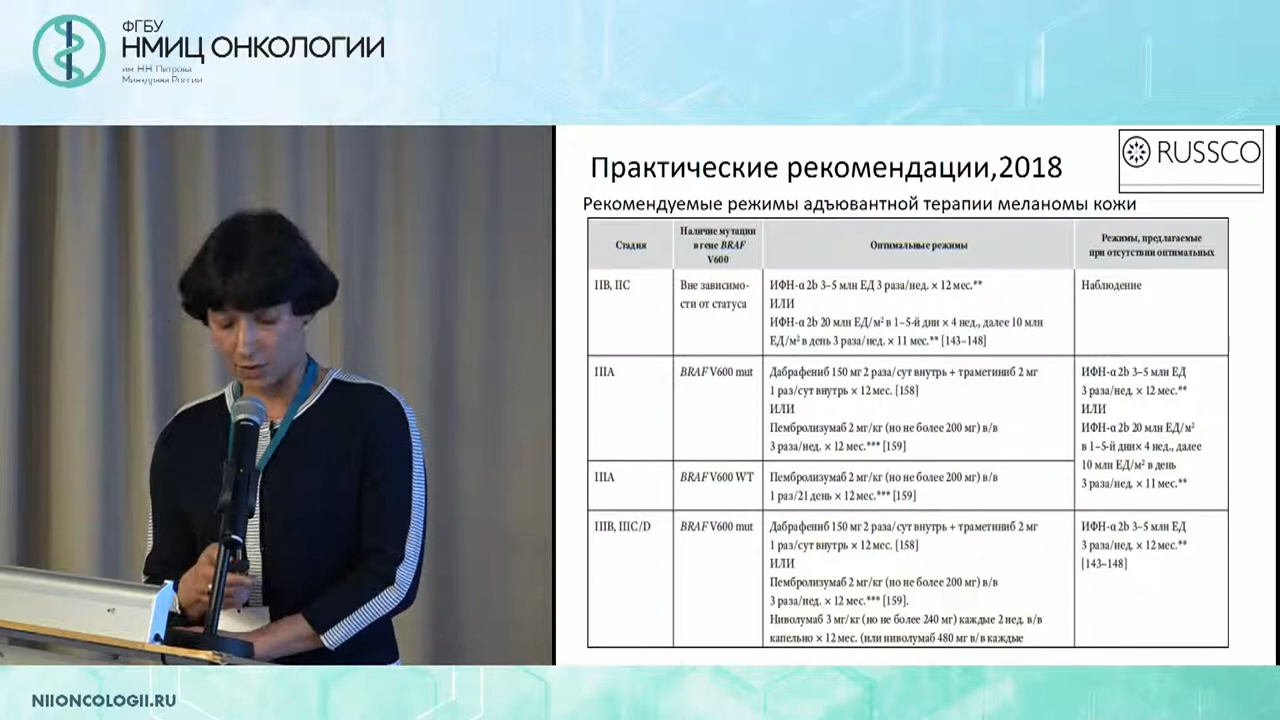 ФГБУ
НМИЦ ОНКОЛОГИИ
им Н.Н. Петрова
Минздрава России
Практические рекомендации,2018
RUSSCO
Рекомендуемые режимы адъювантной терапии меланомы кожи
Стадия
Наличие мутации
в гене BRAF
V600
Оптимальные режимы
Режимы, предлагаемые
при отсутствии оптимальных
IIB, IIC
Вне зависимо-
сти от статуса
ИФН-α 2b 3–5 млн ЕД 3 раза/нед. × 12 мес.**
ИЛИ
ИФН-α 2b 20 млн ЕД/м² в 1–5-й дни × 4 нед., далее 10 млн
ЕД/м² в день 3 раза/нед. × 11 мес.** [143–148]
Наблюдение
IIIA
BRAF V600 mut
Дабрафениб 150 мг 2 раза/сут внутрь + траметиниб 2 мг
1 раз/сут внутрь × 12 мес. [158]
ИЛИ
Пембролизумаб 2 мг/кг (но не более 200 мг) в/в
3 раза/нед. × 12 мес.*** [159]
ИФН-α 2b 3–5 млн ЕД
3 раза/нед. × 12 мес.**
ИЛИ
ИФН-α 2b 20 млн ЕД/м²
в 1–5-й дни× 4 нед., далее
10 млн ЕД/м² в день
3 раза/нед. × 11 мес.**
IIIA
BRAF V600 WT
Пембролизумаб 2 мг/кг (но не более 200 мг) в/в
1 раз/21 день × 12 мес.*** [159]
IIIB, IIIC/D
BRAF V600 mut
Дабрафениб 150 мг 2 раза/сут внутрь + траметиниб 2 мг
1 раз/сут внутрь × 12 мес. [158]
ИЛИ
Пембролизумаб 2 мг/кг (но не более 200 мг) в/в
3 раза/нед. × 12 мес.*** [159].
Ниволумаб 3 мг/кг (но не более 240 мг) каждые 2 нед. в/в
капельно × 12 мес. (или ниволумаб 480 мг в/в каждые
ИФН-α 2b 3–5 млн ЕД
3 раза/нед. × 12 мес.**
[143–148]
NIIONCOLOGII.RU